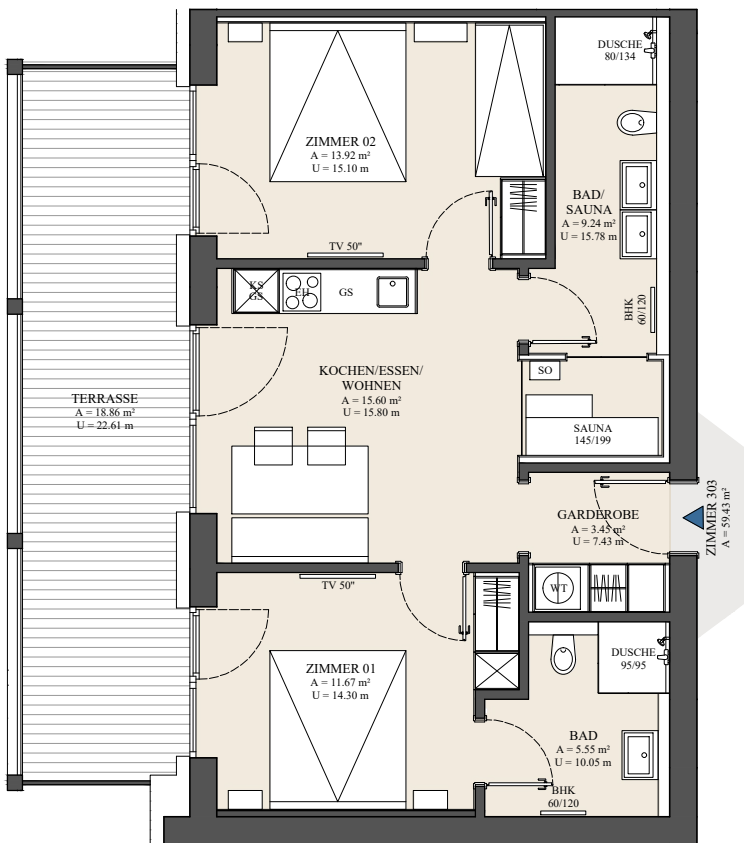 DUSCHE
80/134
ZIMMER 02
A = 13.92 m²
U = 15.10 m
BAD/
SAUNA
A = 9.24 m²
U = 15.78 m
TV 50"
KS
GS
EH
GS
BHK
60/120
KOCHEN/ESSEN/
WOHNEN
A = 15.60 m²
U = 15.80 m
SO
TERRASSE
A = 18.86 m²
U = 22.61 m
SAUNA
145/199
GARDEROBE
A = 3.45 m²
U = 7.43 m
ZIMMER 303
A = 59.43 m²
TV 50"
WT
ZIMMER 01
A = 11.67 m²
U = 14.30 m
DUSCHE
95/95
BAD
A = 5.55 m²
U = 10.05 m
BHK
60/120